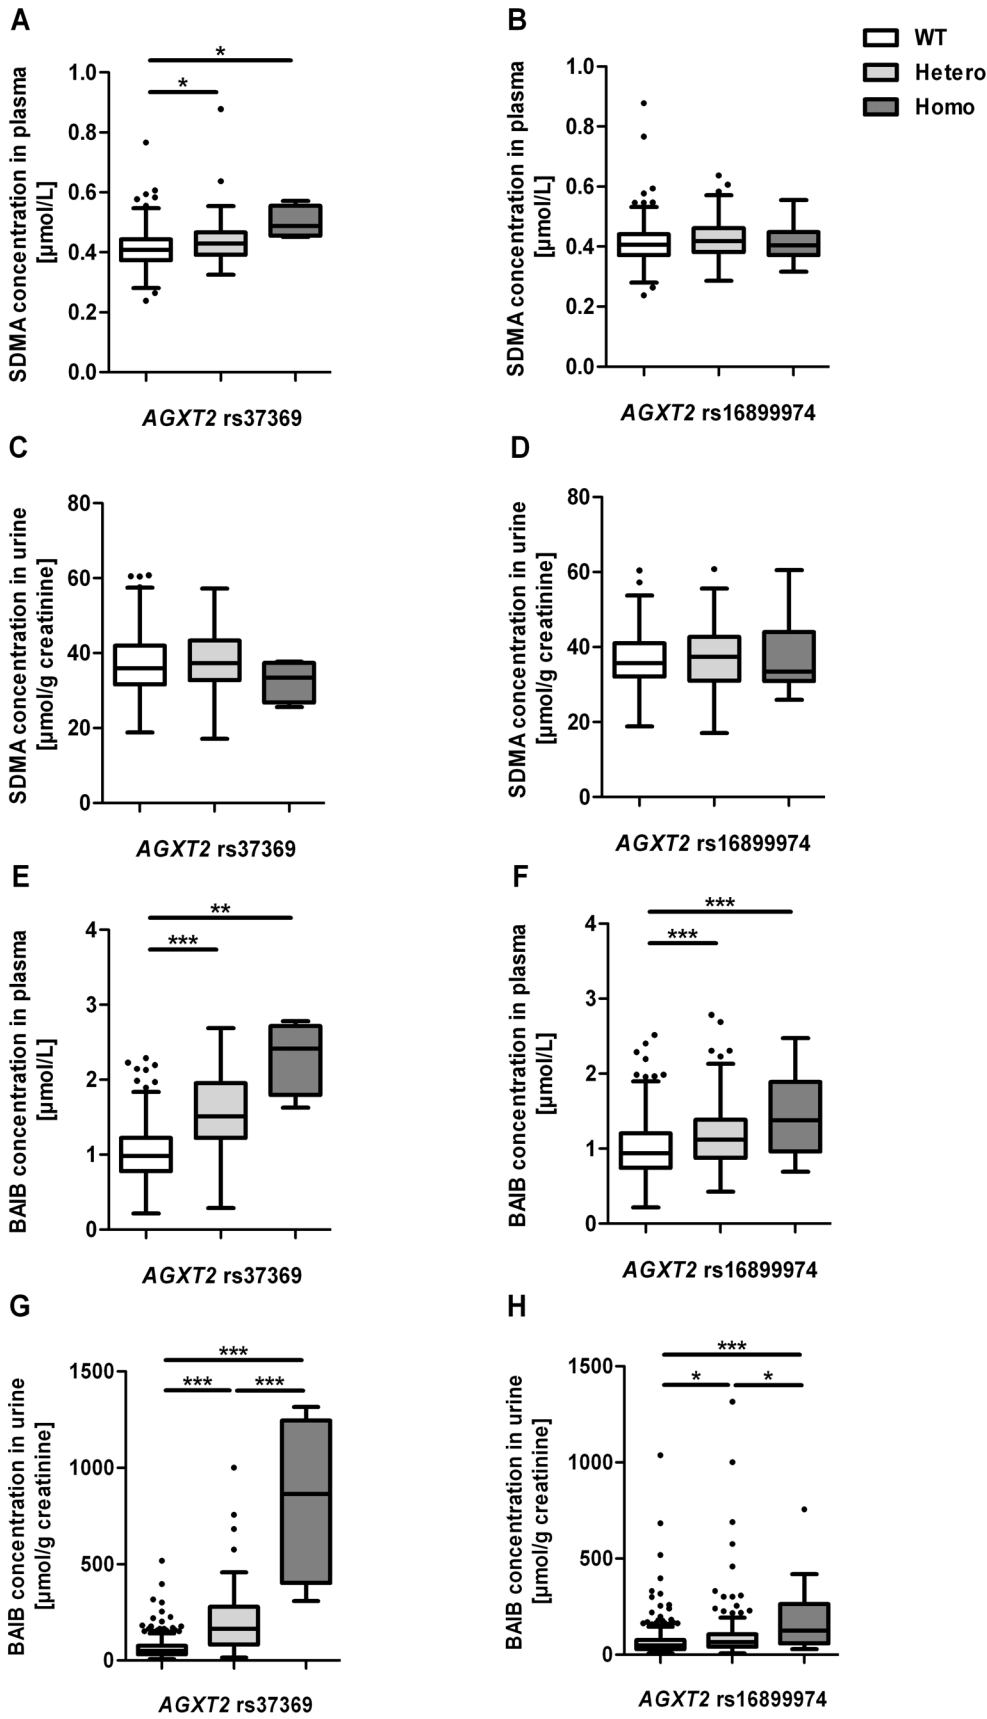 A
B
WT
Hetero
Homo
SDMA concentration in plasma
[µmol/L]
1.0
0.8
0.6
0.4
0.2
0.0
*
*
AGXT2 rs37369
SDMA concentration in plasma
[µmol/L]
1.0
0.8
0.6
0.4
0.2
0.0
AGXT2 rs16899974
C
D
SDMA concentration in urine
[µmol/g creatinine]
80
60
40
20
0
AGXT2 rs37369
SDMA concentration in urine
[µmol/g creatinine]
80
60
40
20
0
AGXT2 rs16899974
E
F
BAIB concentration in plasma
[µmol/L]
4
3
2
1
0
**
***
AGXT2 rs37369
BAIB concentration in plasma
[µmol/L]
4
3
2
1
0
***
***
AGXT2 rs16899974
G
H
BAIB concentration in urine
[µmol/g creatinine]
1500
1000
500
0
***
*** ***
AGXT2 rs37369
BAIB concentration in urine
[µmol/g creatinine]
1500
1000
500
0
***
* *
AGXT2 rs16899974